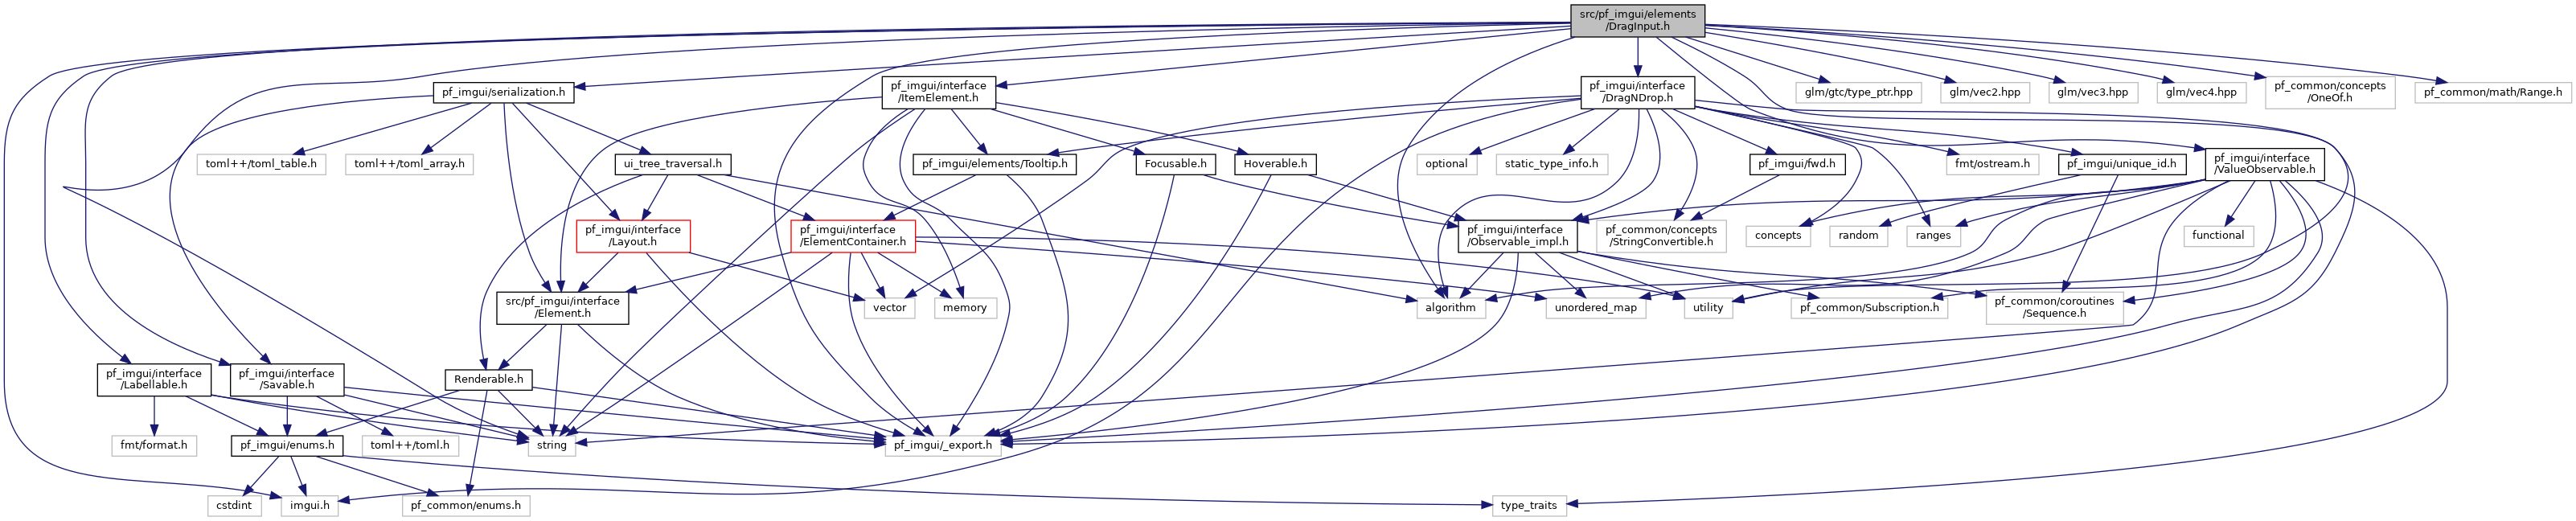 src/pf_imgui/elements
/DragInput.h
pf_imgui/serialization.h
pf_imgui/interface
/ItemElement.h
pf_imgui/interface
/DragNDrop.h
glm/gtc/type_ptr.hpp
glm/vec2.hpp
glm/vec3.hpp
glm/vec4.hpp
pf_common/concepts
/OneOf.h
pf_common/math/Range.h
toml++/toml_table.h
toml++/toml_array.h
ui_tree_traversal.h
pf_imgui/elements/Tooltip.h
Focusable.h
Hoverable.h
optional
static_type_info.h
pf_imgui/fwd.h
fmt/ostream.h
pf_imgui/unique_id.h
pf_imgui/interface
/ValueObservable.h
pf_imgui/interface
/Layout.h
pf_imgui/interface
/ElementContainer.h
pf_imgui/interface
/Observable_impl.h
pf_common/concepts
/StringConvertible.h
concepts
random
ranges
functional
src/pf_imgui/interface
/Element.h
vector
memory
algorithm
unordered_map
utility
pf_common/Subscription.h
pf_common/coroutines
/Sequence.h
pf_imgui/interface
/Labellable.h
pf_imgui/interface
/Savable.h
Renderable.h
fmt/format.h
pf_imgui/enums.h
toml++/toml.h
string
pf_imgui/_export.h
cstdint
imgui.h
pf_common/enums.h
type_traits